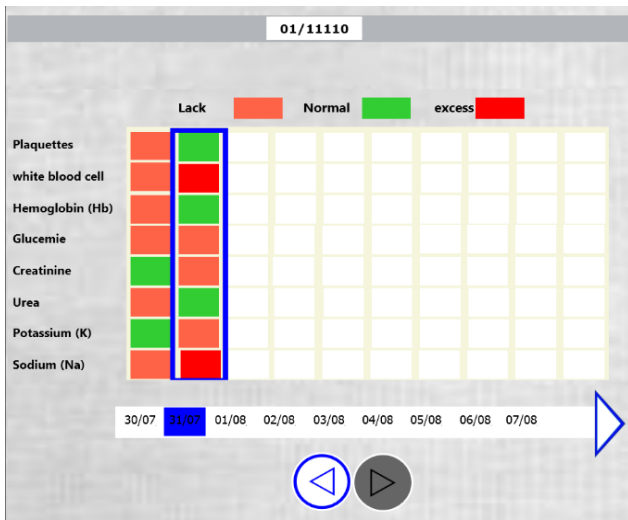 01/11110
Lack Normal excess
Plaquettes
white blood cell
Hemoglobin (Hb)
Glucemie
Creatinine
Urea
Potassium (K)
Sodium (Na)
30/07 31/07 01/08 02/08 03/08 04/08 05/08 06/08 07/08